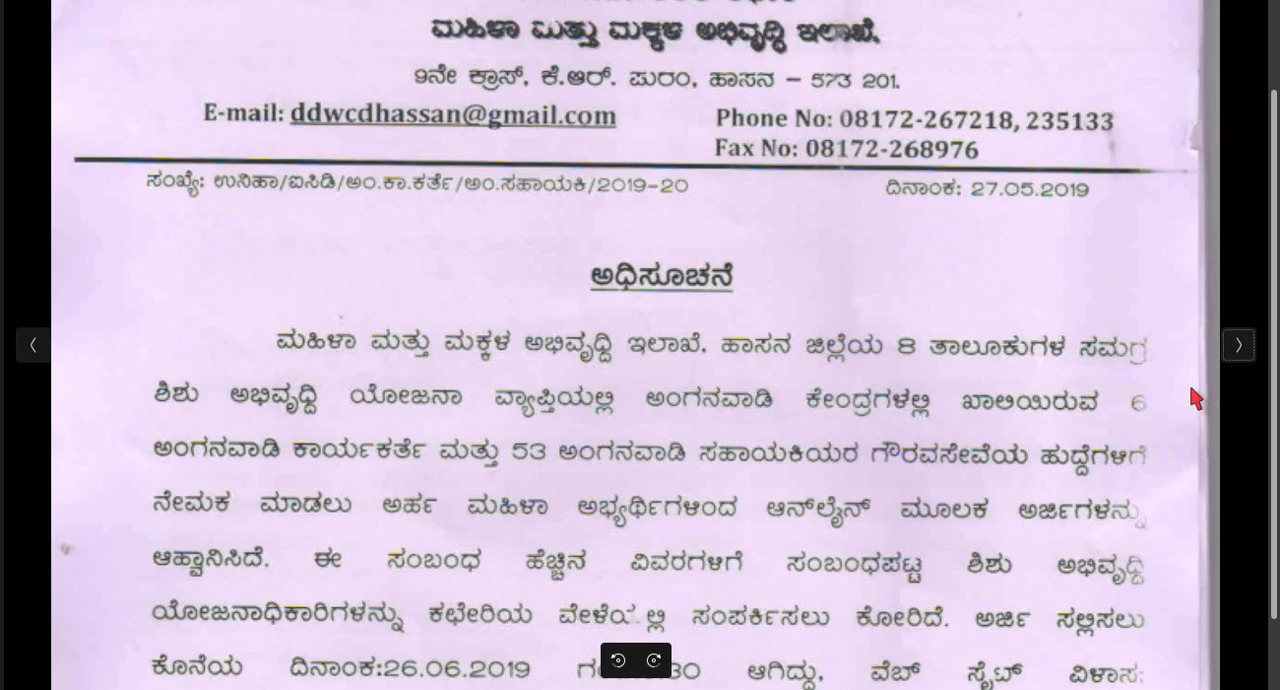 ಮಹಿಳಾ ಮತ್ತು ಮಕ್ಕಳ ಅಭಿವೃದ್ಧಿ ಇಲಾಖೆ.
9ನೇ ಕ್ರಾಸ್, ಕೆ.ಆರ್. ಪುರಂ, ಹಾಸನ – 573 201.
E-mail: ddwcdhassan@gmail.com Phone No: 08172-267218, 235133
Fax No: 08172-268976
ಸಂಖ್ಯೆ: ಉನಿಹಾ/ಐಸಿಡಿ/ಅಂ.ಕಾ.ಕರ್ತೆ/ಅಂ.ಸಹಾಯಕಿ/2019-20 ದಿನಾಂಕ: 27.05.2019
ಅಧಿಸೂಚನೆ
ಮಹಿಳಾ ಮತ್ತು ಮಕ್ಕಳ ಅಭಿವೃದ್ಧಿ ಇಲಾಖೆ, ಹಾಸನ ಜಿಲ್ಲೆಯ 8 ತಾಲೂಕುಗಳ ಸಮಗ್ರ
ಶಿಶು ಅಭಿವೃದ್ಧಿ ಯೋಜನಾ ವ್ಯಾಪ್ತಿಯಲ್ಲಿ ಅಂಗನವಾಡಿ ಕೇಂದ್ರಗಳಲ್ಲಿ ಖಾಲಿಯಿರುವ 6
ಅಂಗನವಾಡಿ ಕಾರ್ಯಕರ್ತೆ ಮತ್ತು 53 ಅಂಗನವಾಡಿ ಸಹಾಯಕಿಯರ ಗೌರವಸೇವೆಯ ಹುದ್ದೆಗಳಿಗೆ
ನೇಮಕ ಮಾಡಲು ಅರ್ಹ ಮಹಿಳಾ ಅಭ್ಯರ್ಥಿಗಳಿಂದ ಆನ್‌ಲೈನ್ ಮೂಲಕ ಅರ್ಜಿಗಳನ್ನು
ಆಹ್ವಾನಿಸಿದೆ. ಈ ಸಂಬಂಧ ಹೆಚ್ಚಿನ ವಿವರಗಳಿಗೆ ಸಂಬಂಧಪಟ್ಟ ಶಿಶು ಅಭಿವೃದ್ಧಿ
ಯೋಜನಾಧಿಕಾರಿಗಳನ್ನು ಕಛೇರಿಯ ವೇಳೆಯಲ್ಲಿ ಸಂಪರ್ಕಿಸಲು ಕೋರಿದೆ. ಅರ್ಜಿ ಸಲ್ಲಿಸಲು
ಕೊನೆಯ ದಿನಾಂಕ:26.06.2019 ಆಗಿದ್ದು, ವೆಬ್ ಸೈಟ್ ವಿಳಾಸ: